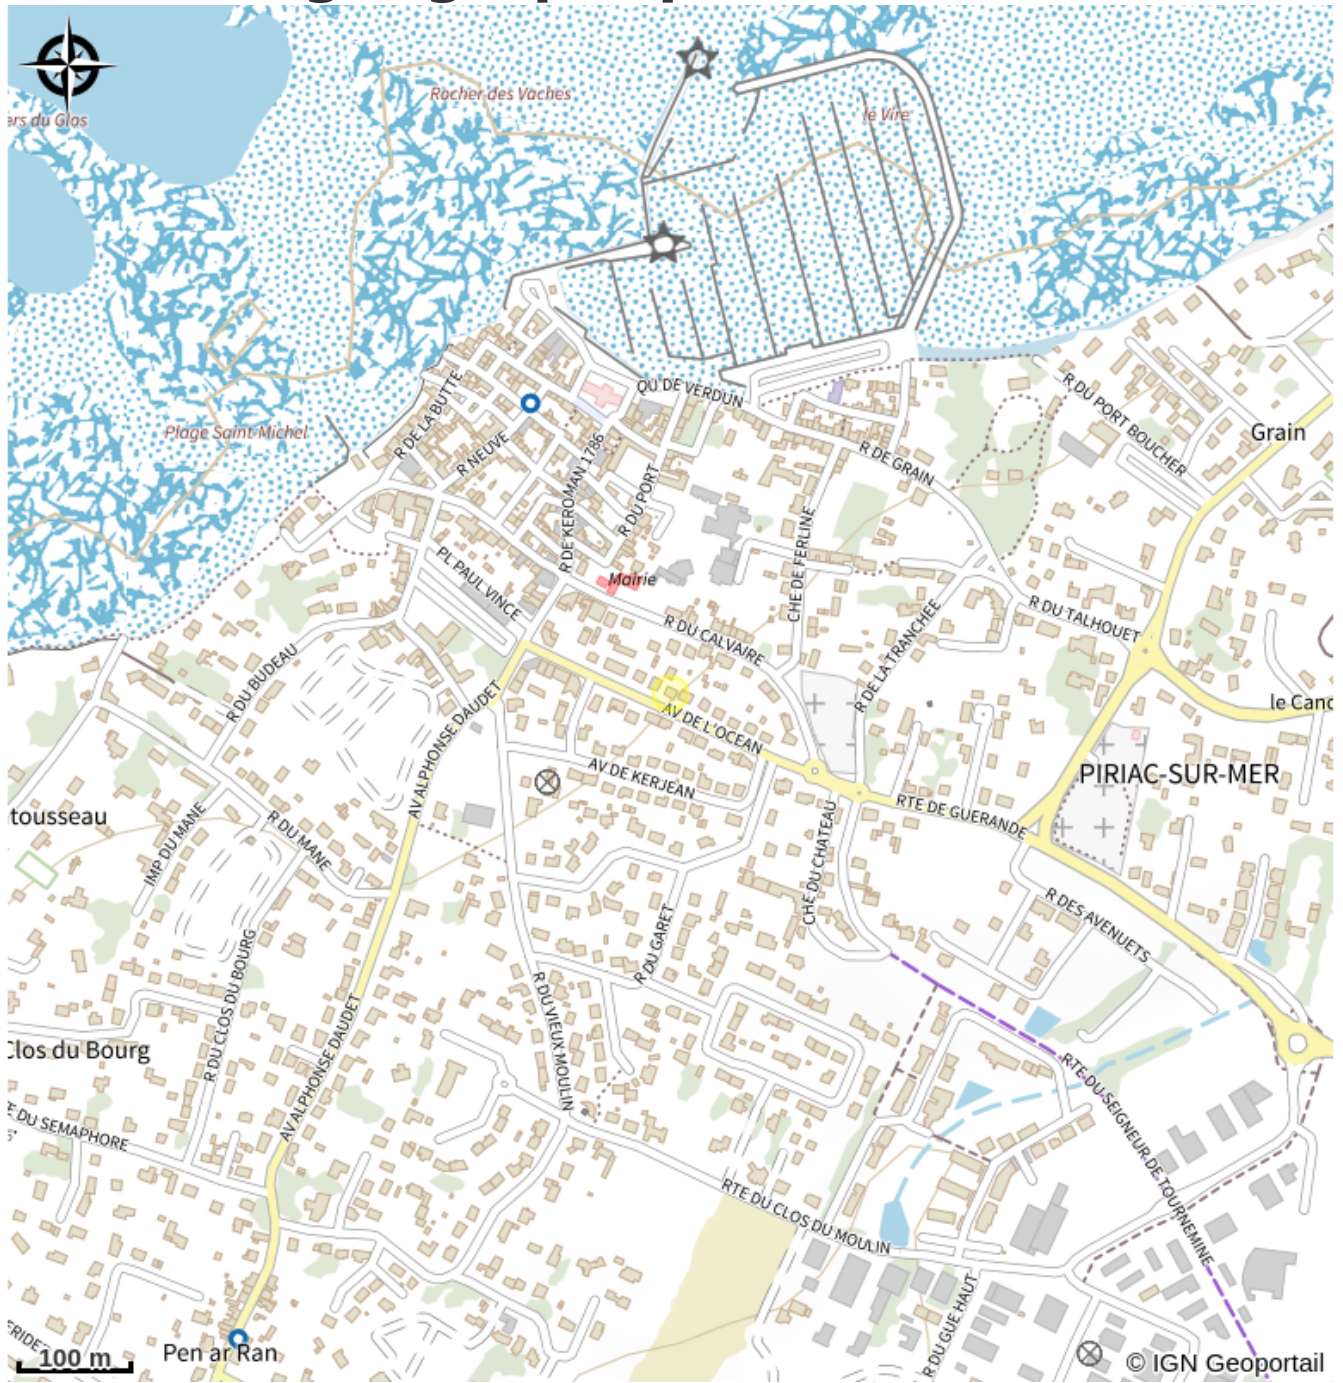 Rocher des Vaches
ers du Glas
le Vire
QU DE VERDUN
R DE LA BUTTE
R DU PORT BOUCHER
Plage Saint-Michel
R NEUVE
Grain
R DE KEROMAN 1786
R DE GRAIN
R DU PORT
CHE DE FERLINE
PL PAUL VINCE
Mairie
R DU CALVAIRE
R DE LA TRANCHEE
R DU TALHOUET
R DU BUDEAU
AV ALPHONSE DAUDET
AV DE L'OCEAN
le Canc
AV DE KERJEAN
PIRIAC-SUR-MER
RTE DE GUERANDE
tousseau
IMP DU MANE
R DU MANE
CHE DU CHATEAU
R DES AVENUETS
R DU GARET
R DU CLOS DU BOURG
R DU VIEUX MOULIN
Clos du Bourg
AV ALPHONSE DAUDET
RTE DU SEIGNEUR DE TOURNEMINE
E DU SEMAPHORE
RTE DU CLOS DU MOULIN
R DU GUE HAUT
ERIDE
Pen ar Ran
100 m
© IGN Geoportail